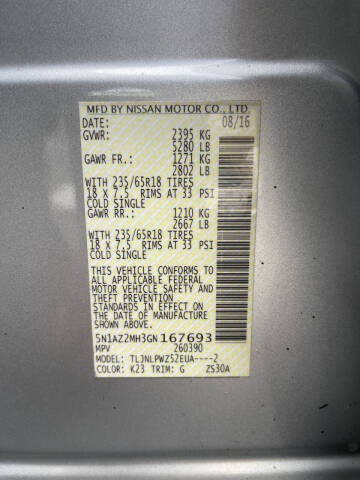 MFD BY NISSAN MOTOR CO., LTD.
DATE: 08/16
GVWR: 2395 KG
5280 LB
GAWR FR.: 1271 KG
2802 LB
WITH 235/65R18 TIRES
18 X 7.5 RIMS AT 33 PSI
COLD SINGLE
GAWR RR.: 1210 KG
2667 LB
WITH 235/65R18 TIRES
18 X 7.5 RIMS AT 33 PSI
COLD SINGLE
THIS VEHICLE CONFORMS TO
ALL APPLICABLE FEDERAL
MOTOR VEHICLE SAFETY AND
THEFT PREVENTION
STANDARDS IN EFFECT ON
THE DATE OF MANUFACTURE
SHOWN ABOVE.
5N1AZ2MH3GN167693
MPV 260390
TLJNLPWZ52EUA----2
COLOR: K23 TRIM: G ZS30A